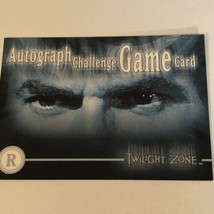 Autograph Challenge Game Card
R
TWILIGHT ZONE